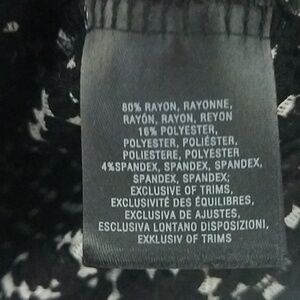 80% RAYON, RAYONNE,
RAYÓN, RAYON, REYON
16% POLYESTER,
POLYESTER, POLIÉSTER,
POLIESTERE, POLYESTER
4%SPANDEX, SPANDEX, SPANDEX,
SPANDEX, SPANDEX;
EXCLUSIVE OF TRIMS,
EXCLUSIVITÉ DES ÉQUILIBRES,
EXCLUSIVA DE AJUSTES,
ESCLUSIVA LONTANO DISPOSIZIONI,
EXKLUSIV OF TRIMS